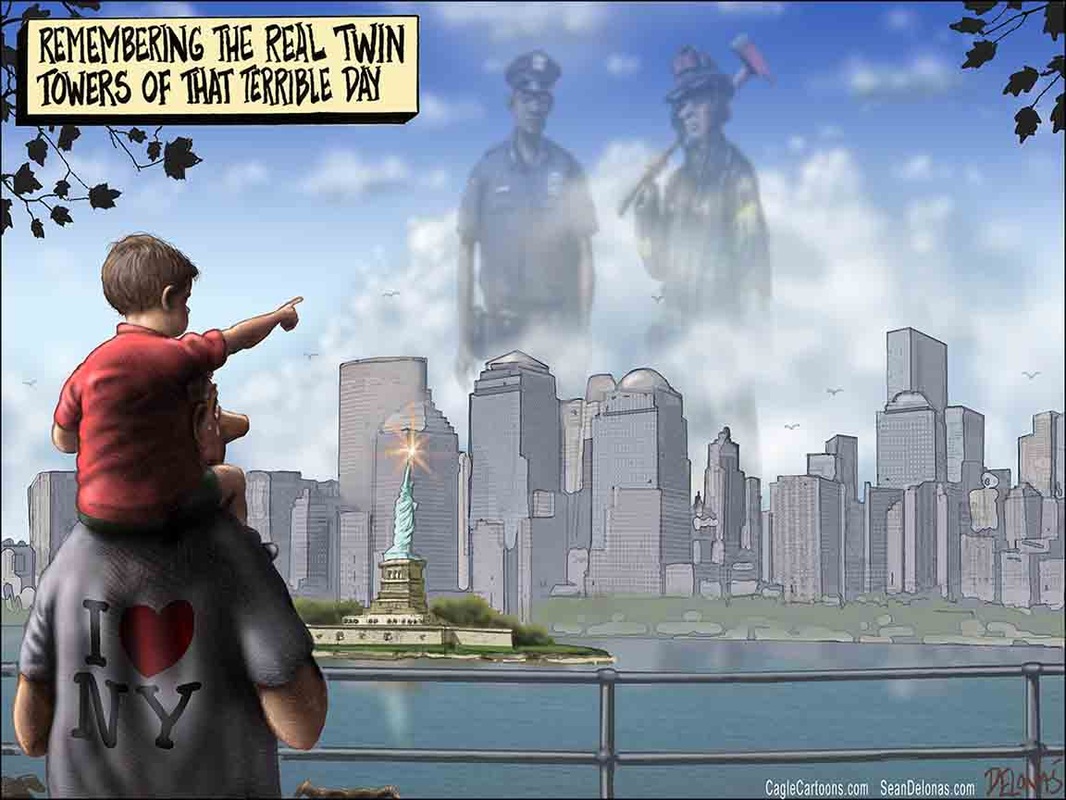 REMEMBERING THE REAL TWIN
TOWERS OF THAT TERRIBLE DAY
I ♥
NY
CagleCartoons.com SeanDelonas.com DELONAS